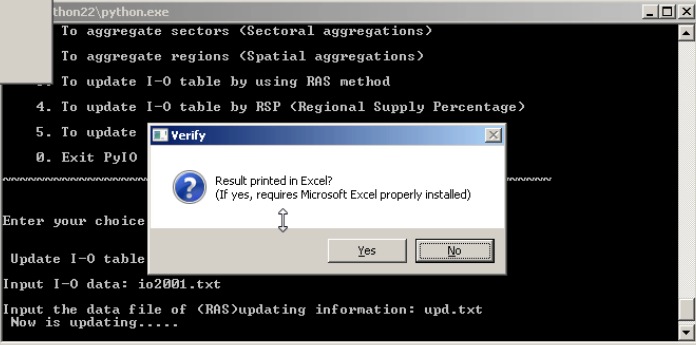 thon22\python.exe
To aggregate sectors (Sectoral aggregations)
To aggregate regions (Spatial aggregations)
To update I-O table by using RAS method
4. To update I-O table by RSP (Regional Supply Percentage)
5. To update
0. Exit PyIO
~~~~~~~~~~~~~~~~~~~~~~~~~~~~~~~~~~~~~~~~~~~~~~~~~~~~~~~~~~~~~~~~~
Verify
Result printed in Excel?
(If yes, requires Microsoft Excel properly installed)
Yes No
Enter your choice
Update I-O table
Input I-O data: io2001.txt
Input the data file of (RAS)updating information: upd.txt
Now is updating.....